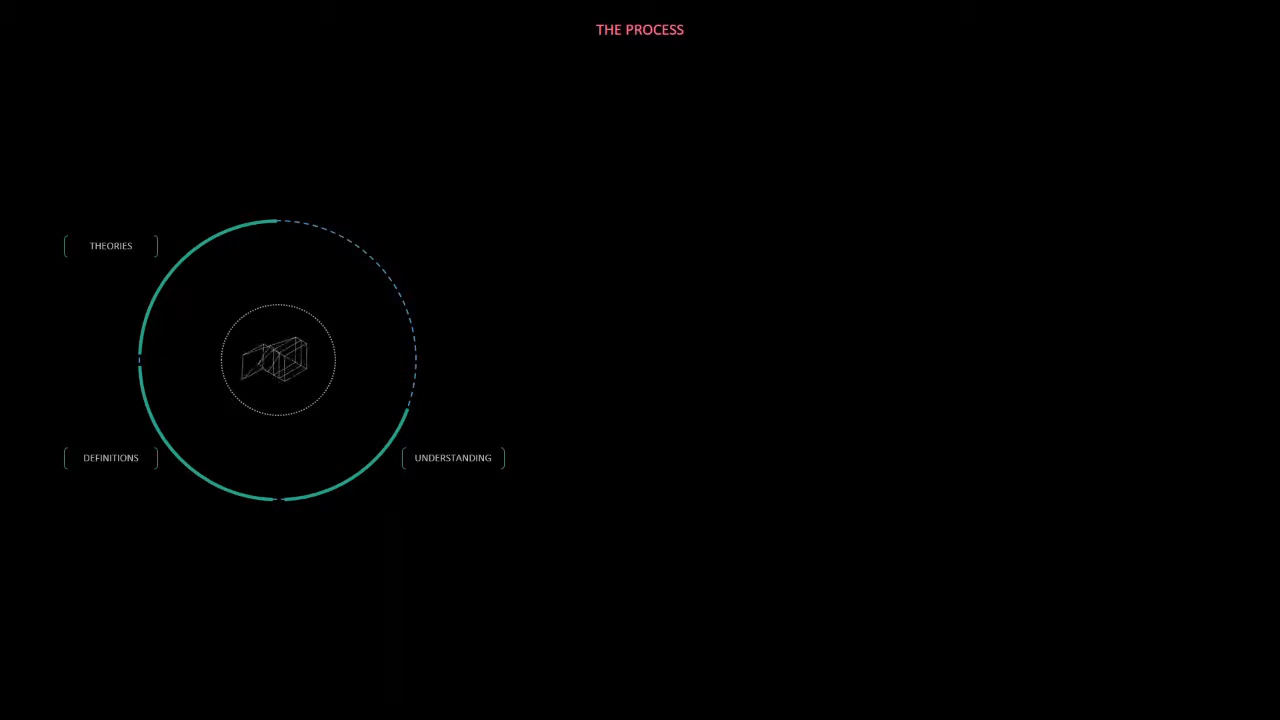 THE PROCESS
THEORIES
DEFINITIONS
UNDERSTANDING